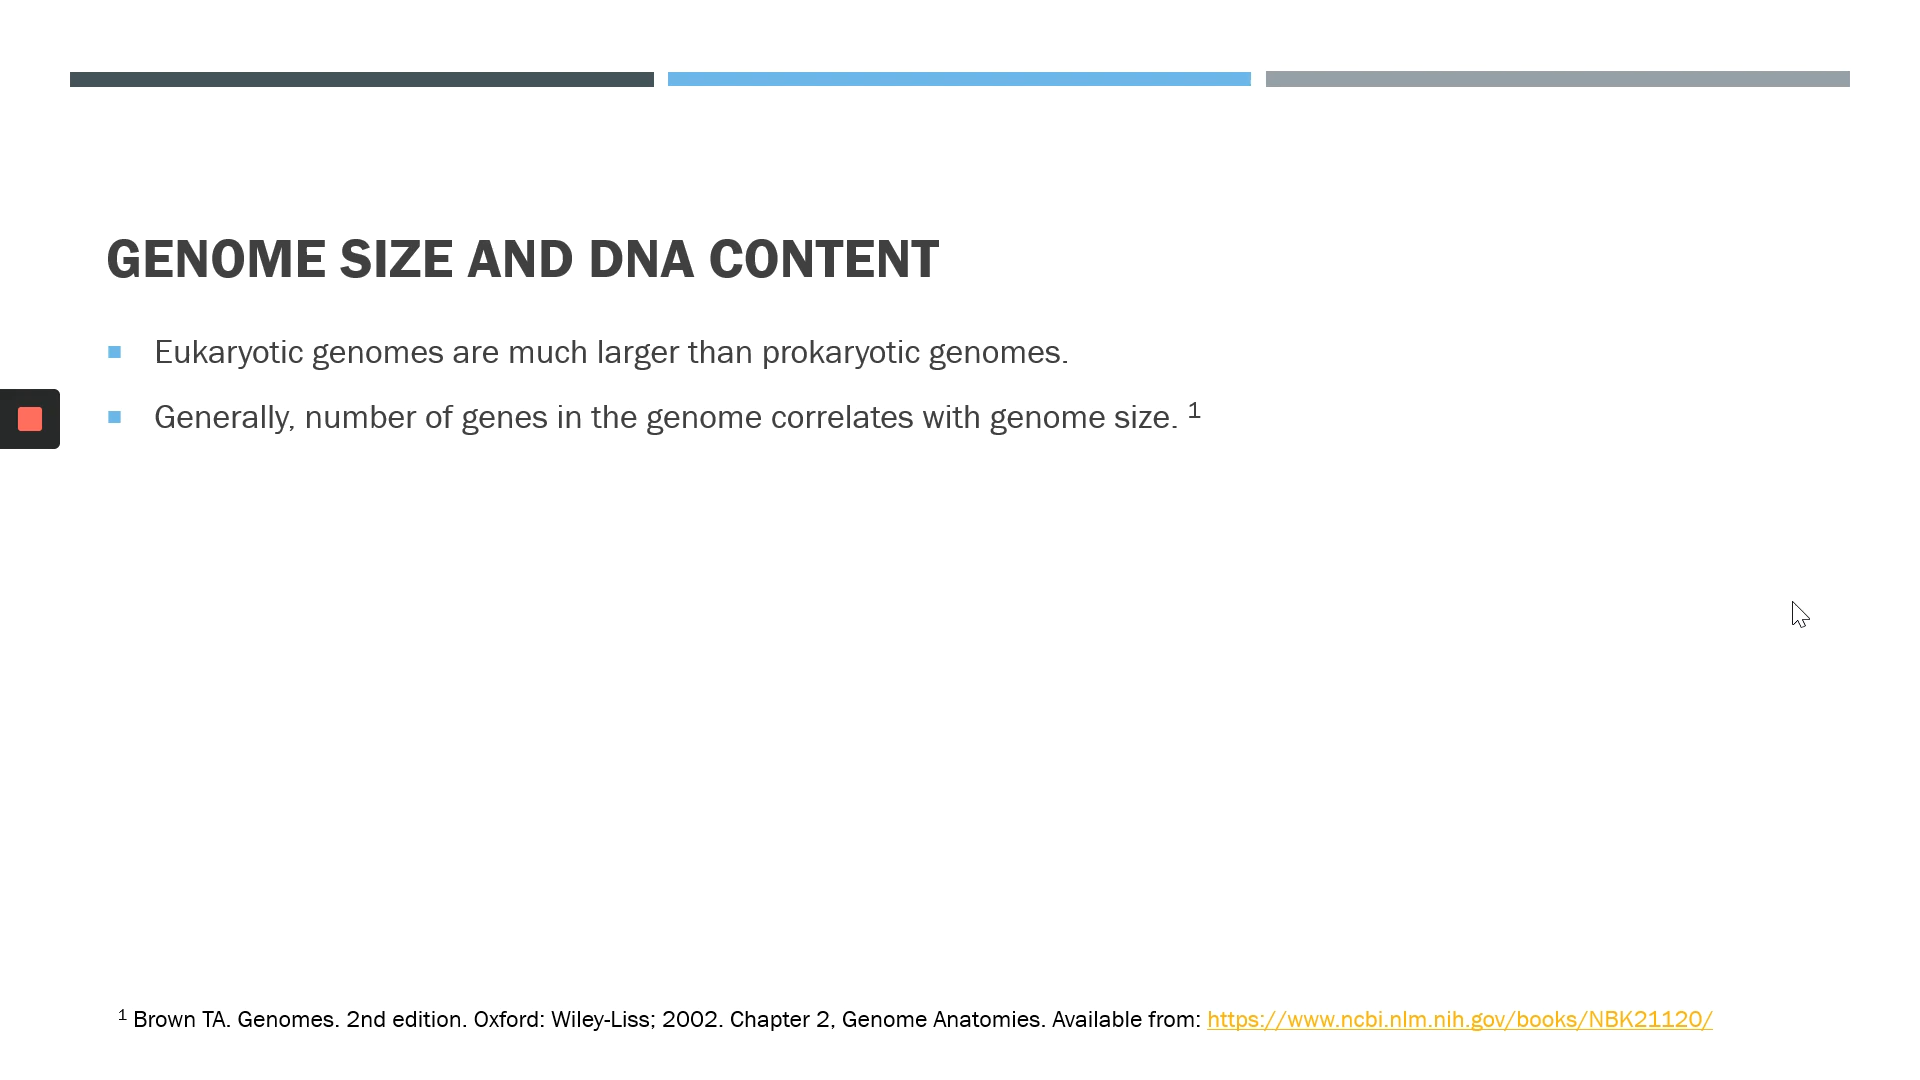 GENOME SIZE AND DNA CONTENT
Eukaryotic genomes are much larger than prokaryotic genomes.
Generally, number of genes in the genome correlates with genome size. 1
1 Brown TA. Genomes. 2nd edition. Oxford: Wiley-Liss; 2002. Chapter 2, Genome Anatomies. Available from: https://www.ncbi.nlm.nih.gov/books/NBK21120/